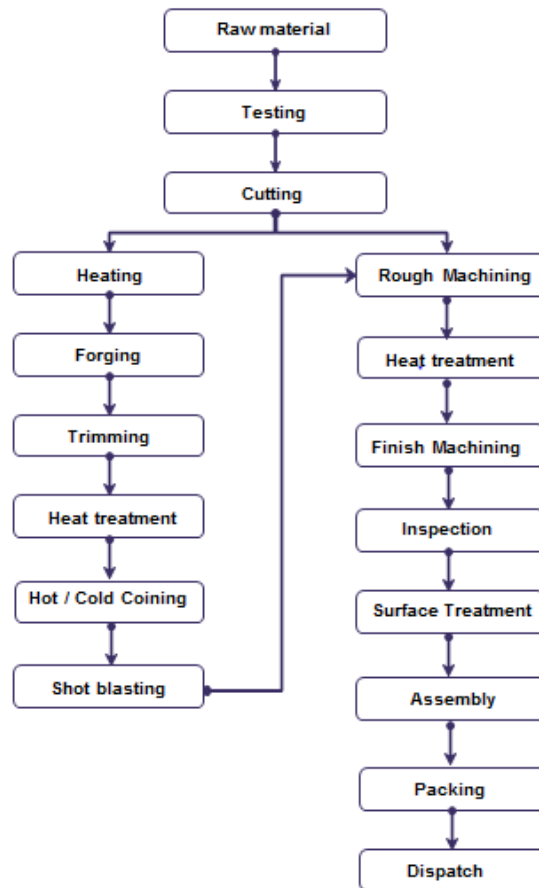 Raw material
Testing
Cutting
Heating
Forging
Trimming
Heat treatment
Hot / Cold Coining
Shot blasting
Rough Machining
Heat treatment
Finish Machining
Inspection
Surface Treatment
Assembly
Packing
Dispatch